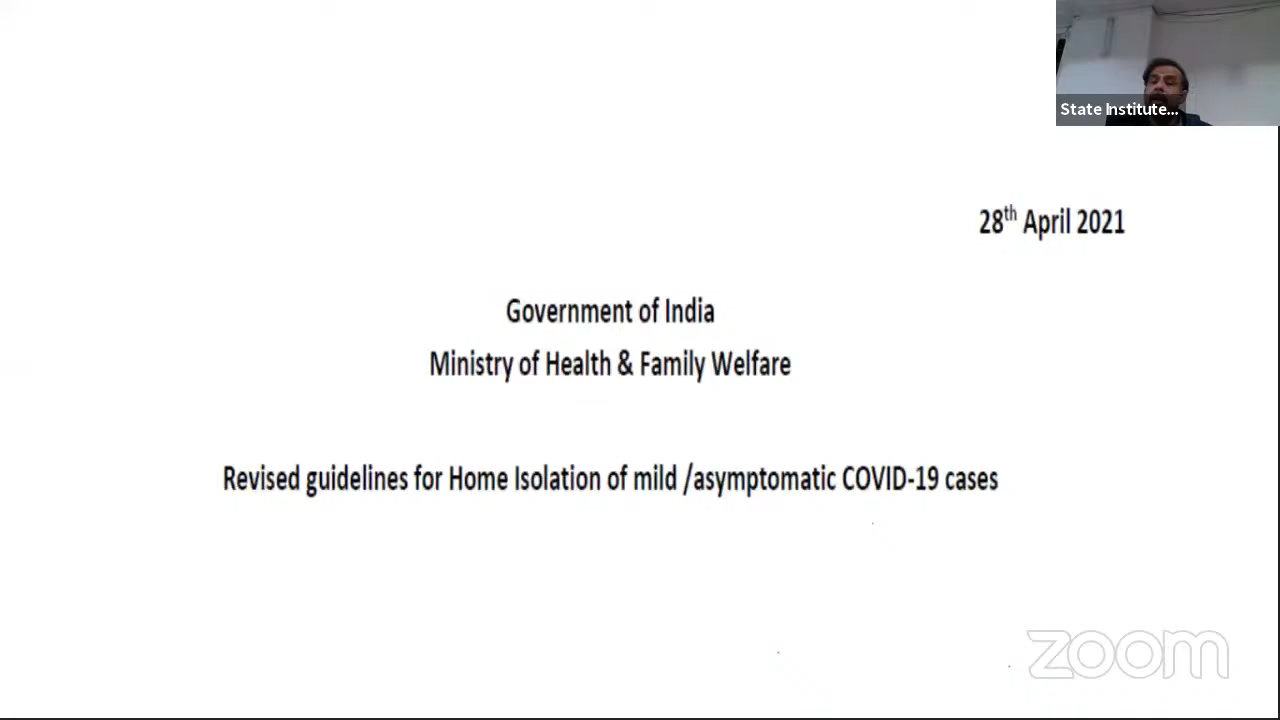 State Institute...
28th April 2021
Government of India
Ministry of Health & Family Welfare
Revised guidelines for Home Isolation of mild /asymptomatic COVID-19 cases
zoom